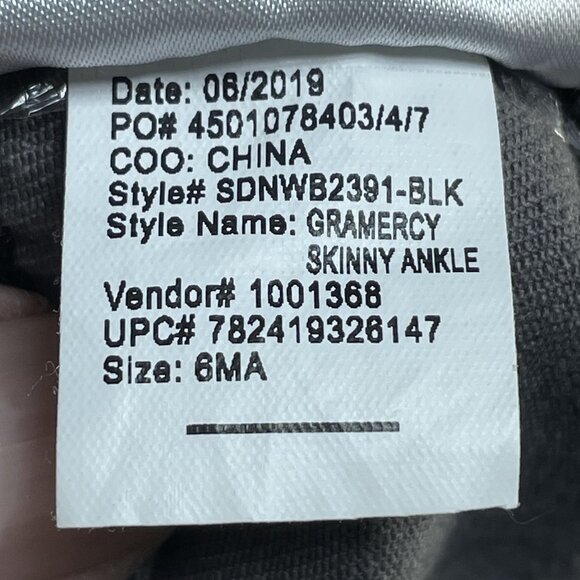 Date: 06/2019
PO# 4501078403/4/7
COO: CHINA
Style# SDNWB2391-BLK
Style Name: GRAMERCY
SKINNY ANKLE
Vendor# 1001368
UPC# 782419326147
Size: 6MA